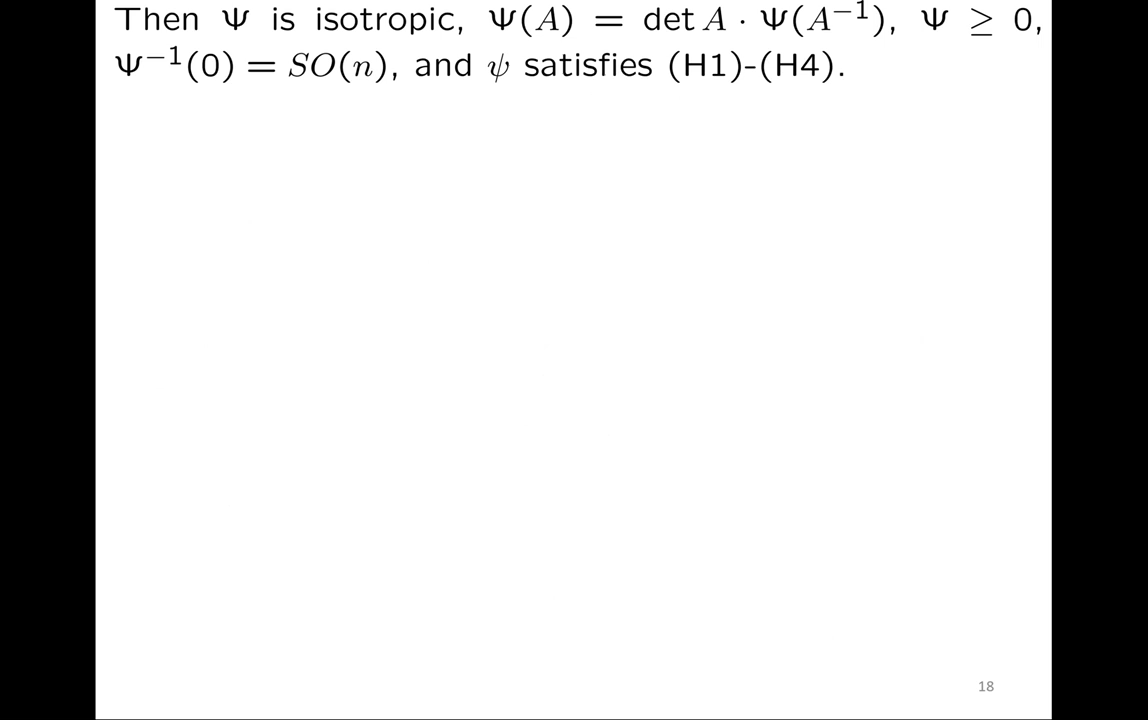 Then Ψ is isotropic, Ψ(A) = det A · Ψ(A⁻¹), Ψ ≥ 0,
Ψ⁻¹(0) = SO(n), and ψ satisfies (H1)-(H4).
18